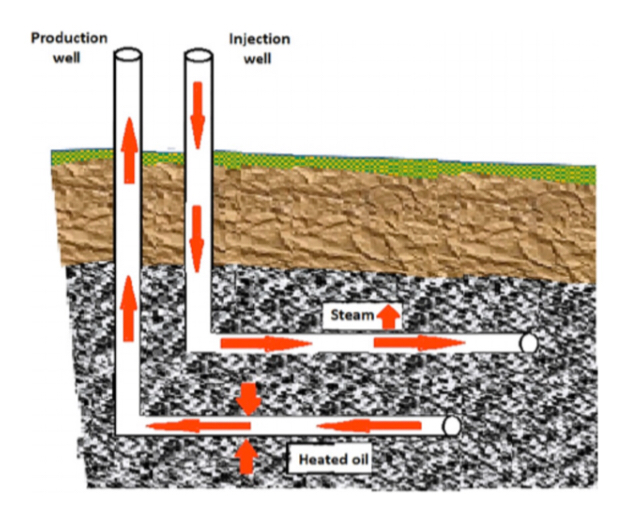 Production
well
Injection
well
Steam
Heated oil